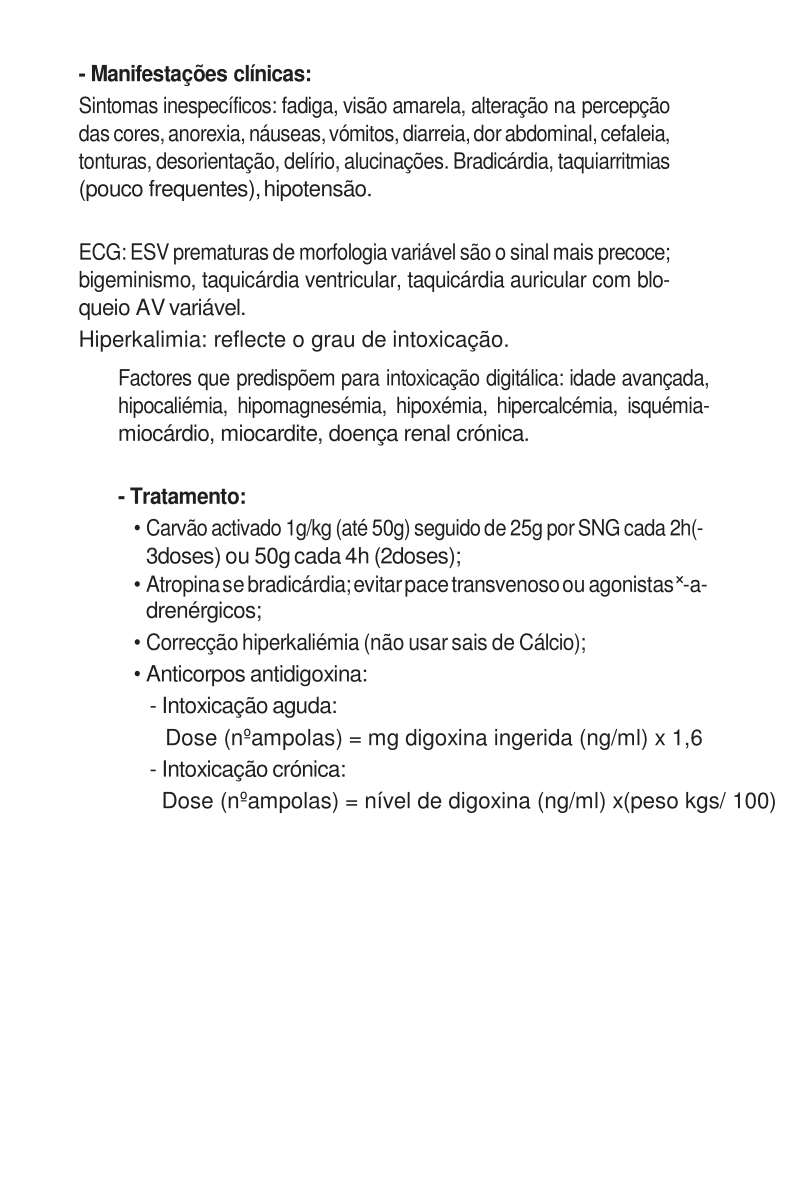 - Manifestações clínicas:
Sintomas inespecíficos: fadiga, visão amarela, alteração na percepção
das cores, anorexia, náuseas, vómitos, diarreia, dor abdominal, cefaleia,
tonturas, desorientação, delírio, alucinações. Bradicárdia, taquiarritmias
(pouco frequentes), hipotensão.
ECG: ESV prematuras de morfologia variável são o sinal mais precoce;
bigeminismo, taquicárdia ventricular, taquicárdia auricular com blo-
queio AV variável.
Hiperkalimia: reflecte o grau de intoxicação.
Factores que predispõem para intoxicação digitálica: idade avançada,
hipocaliémia, hipomagnesémia, hipoxémia, hipercalcémia, isquémia-
miocárdio, miocardite, doença renal crónica.
- Tratamento:
• Carvão activado 1g/kg (até 50g) seguido de 25g por SNG cada 2h(-
3doses) ou 50g cada 4h (2doses);
• Atropina se bradicárdia; evitar pace transvenoso ou agonistas ˣ-a-
drenérgicos;
• Correcção hiperkaliémia (não usar sais de Cálcio);
• Anticorpos antidigoxina:
- Intoxicação aguda:
Dose (nºampolas) = mg digoxina ingerida (ng/ml) x 1,6
- Intoxicação crónica:
Dose (nºampolas) = nível de digoxina (ng/ml) x(peso kgs/ 100)